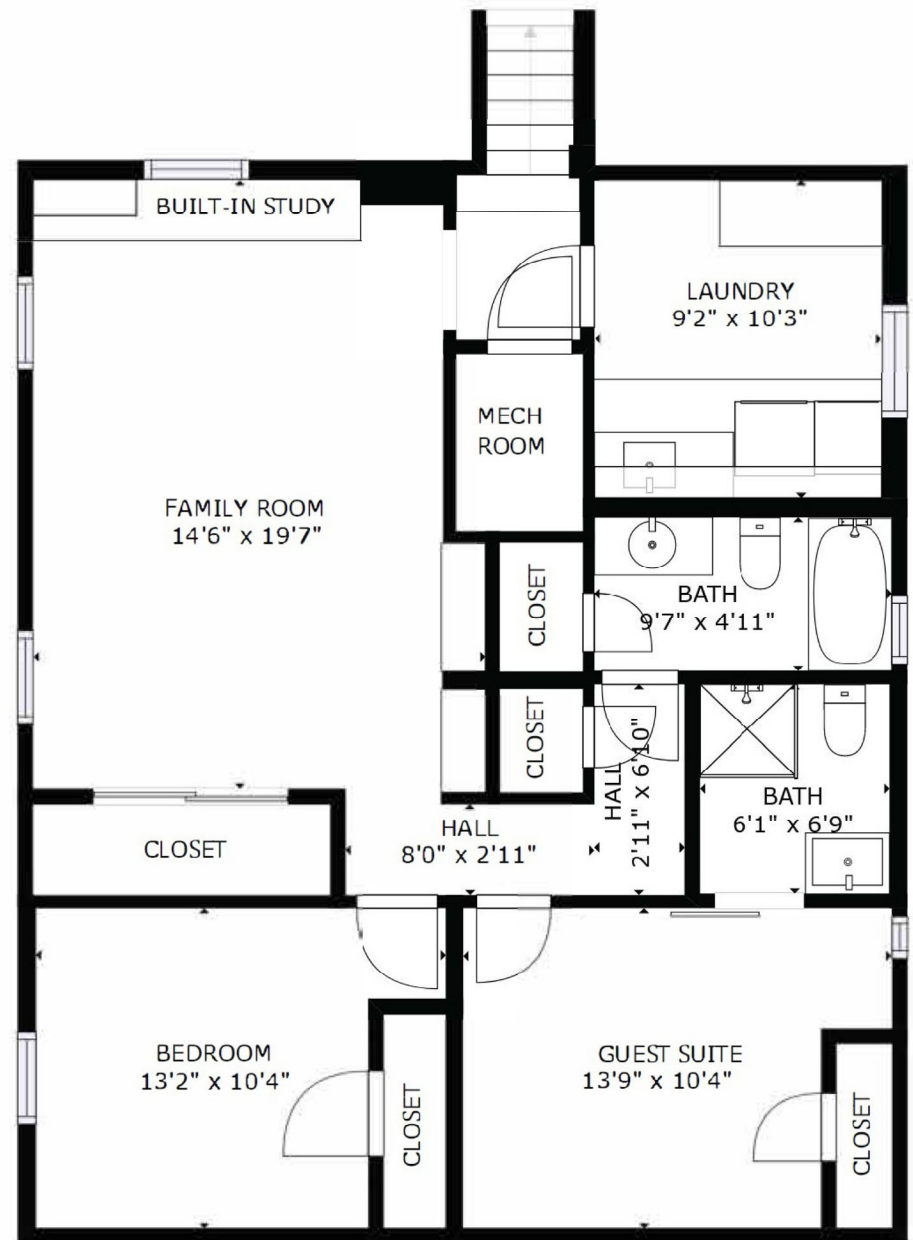 BUILT-IN STUDY
LAUNDRY
9'2" x 10'3"
MECH
ROOM
FAMILY ROOM
14'6" x 19'7"
CLOSET
BATH
9'7" x 4'11"
CLOSET
HALL
2'11" x 6'10"
BATH
6'1" x 6'9"
HALL
8'0" x 2'11"
CLOSET
BEDROOM
13'2" x 10'4"
CLOSET
GUEST SUITE
13'9" x 10'4"
CLOSET